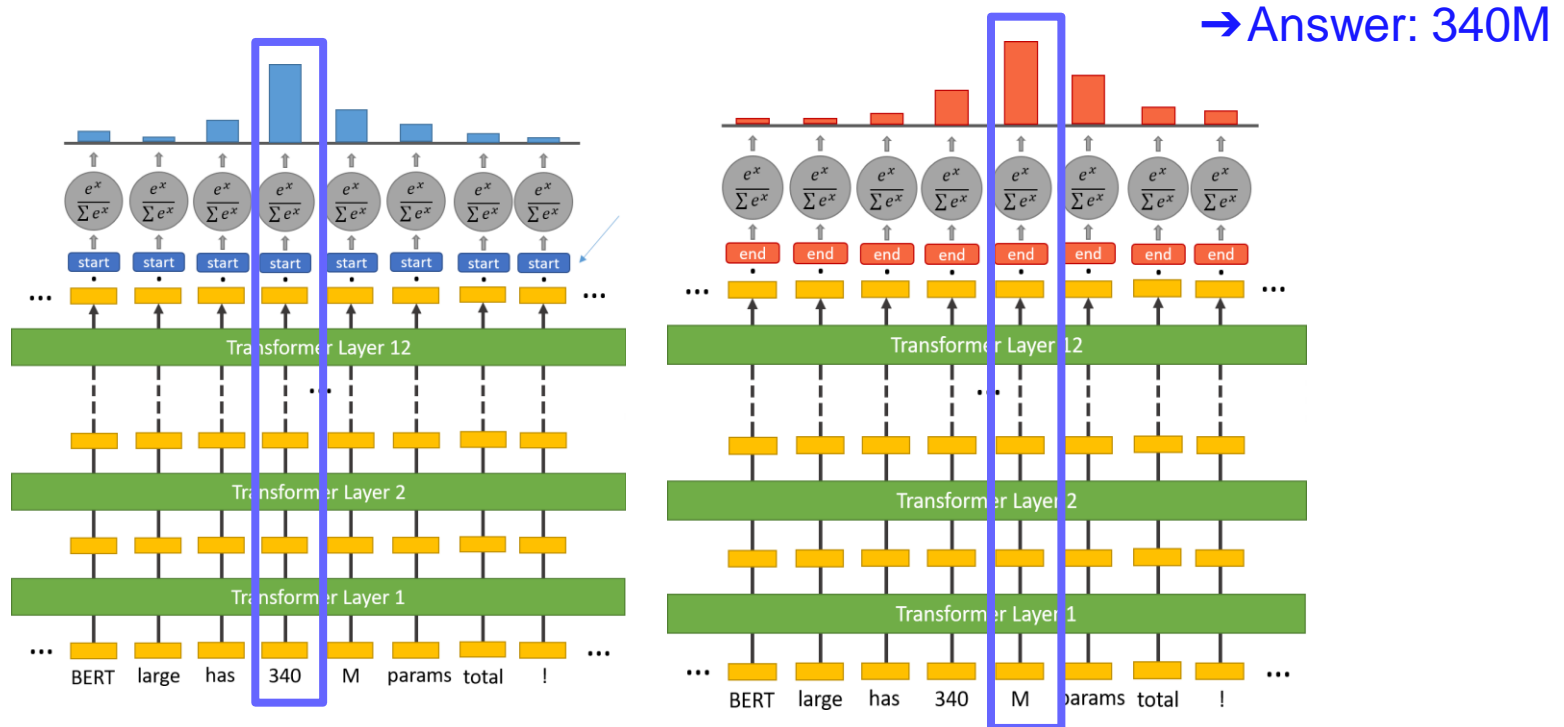 ➔Answer: 340M
e^x e^x e^x e^x e^x e^x e^x e^x
∑e^x ∑e^x ∑e^x ∑e^x ∑e^x ∑e^x ∑e^x ∑e^x
start start start start start start start start
... ...
Transformer Layer 12
...
Transformer Layer 2
Transformer Layer 1
... ...
BERT large has 340 M params total !
e^x e^x e^x e^x e^x e^x e^x e^x
∑e^x ∑e^x ∑e^x ∑e^x ∑e^x ∑e^x ∑e^x ∑e^x
end end end end end end end end
... ...
Transformer Layer 12
...
Transformer Layer 2
Transformer Layer 1
... ...
BERT large has 340 M params total !